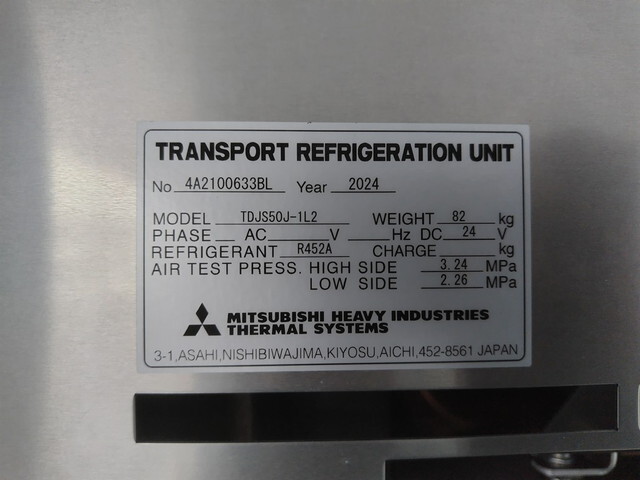 TRANSPORT REFRIGERATION UNIT
No 4A2100633BL Year 2024
MODEL TDJS50J-1L2 WEIGHT 82 kg
PHASE AC V Hz DC 24 V
REFRIGERANT R452A CHARGE kg
AIR TEST PRESS. HIGH SIDE 3.24 MPa
LOW SIDE 2.26 MPa
MITSUBISHI HEAVY INDUSTRIES
THERMAL SYSTEMS
3-1,ASAHI,NISHIBIWAJIMA,KIYOSU,AICHI,452-8561 JAPAN